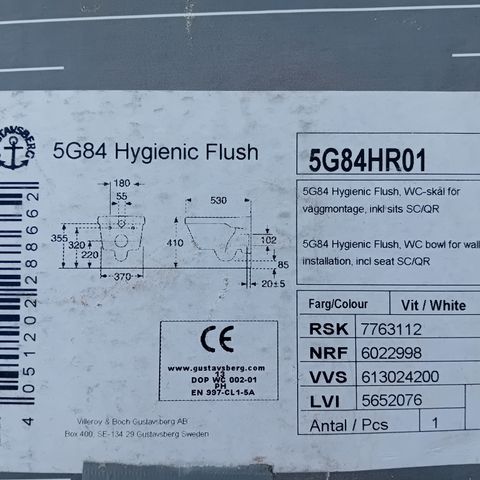 GUSTAVSBERG
5G84 Hygienic Flush
5G84HR01
5G84 Hygienic Flush, WC-skål för
väggmontage, inkl sits SC/QR
5G84 Hygienic Flush, WC bowl for wall
installation, incl seat SC/QR
180
55
530
355
320
220
410
102
85
370
20±5
Farg/Colour Vit / White
RSK 7763112
NRF 6022998
VVS 613024200
LVI 5652076
Antal / Pcs 1
CE
www.gustavsberg.com
13
DOP WC 002-01
PH
EN 997-CL1-5A
4 051202 288662
Villeroy & Boch Gustavsberg AB
Box 400, SE-134 29 Gustavsberg Sweden